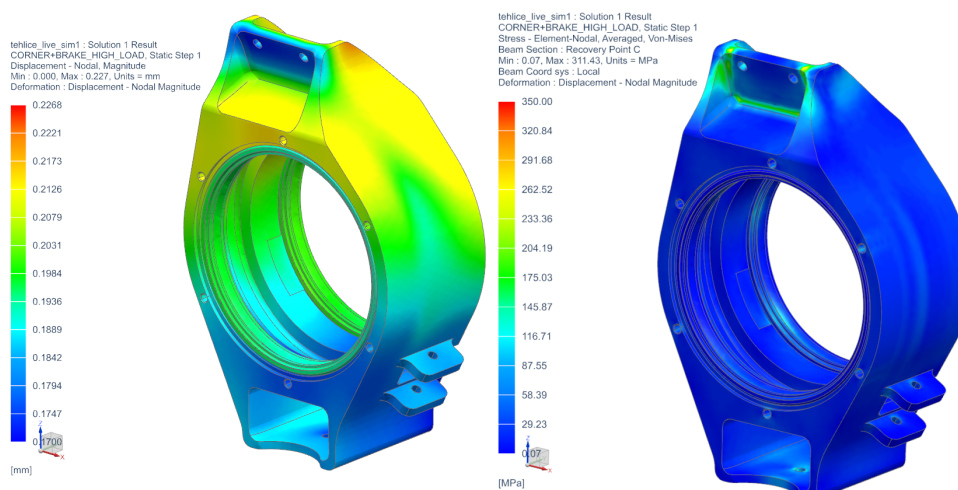 tehlice_live_sim1 : Solution 1 Result
CORNER+BRAKE_HIGH_LOAD, Static Step 1
Displacement - Nodal, Magnitude
Min : 0.000, Max : 0.227, Units = mm
Deformation : Displacement - Nodal Magnitude
0.2268
0.2221
0.2173
0.2126
0.2079
0.2031
0.1984
0.1936
0.1889
0.1842
0.1794
0.1747
0.1700
Z
X
[mm]
tehlice_live_sim1 : Solution 1 Result
CORNER+BRAKE_HIGH_LOAD, Static Step 1
Stress - Element-Nodal, Averaged, Von-Mises
Beam Section : Recovery Point C
Min : 0.07, Max : 311.43, Units = MPa
Beam Coord sys : Local
Deformation : Displacement - Nodal Magnitude
350.00
320.84
291.68
262.52
233.36
204.19
175.03
145.87
116.71
87.55
58.39
29.23
0.07
Z
X
[MPa]